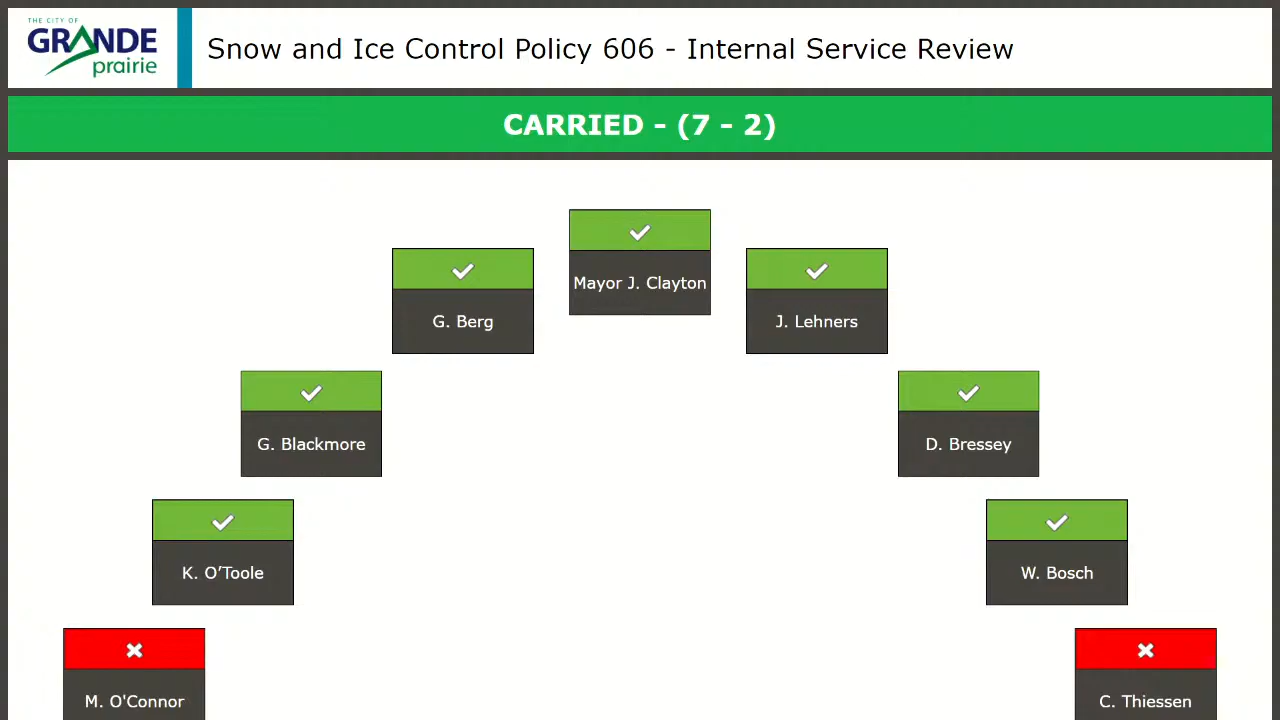 THE CITY OF
GRANDE
prairie
Snow and Ice Control Policy 606 - Internal Service Review
CARRIED - (7 - 2)
Mayor J. Clayton
G. Berg
J. Lehners
G. Blackmore
D. Bressey
K. O’Toole
W. Bosch
M. O'Connor
C. Thiessen